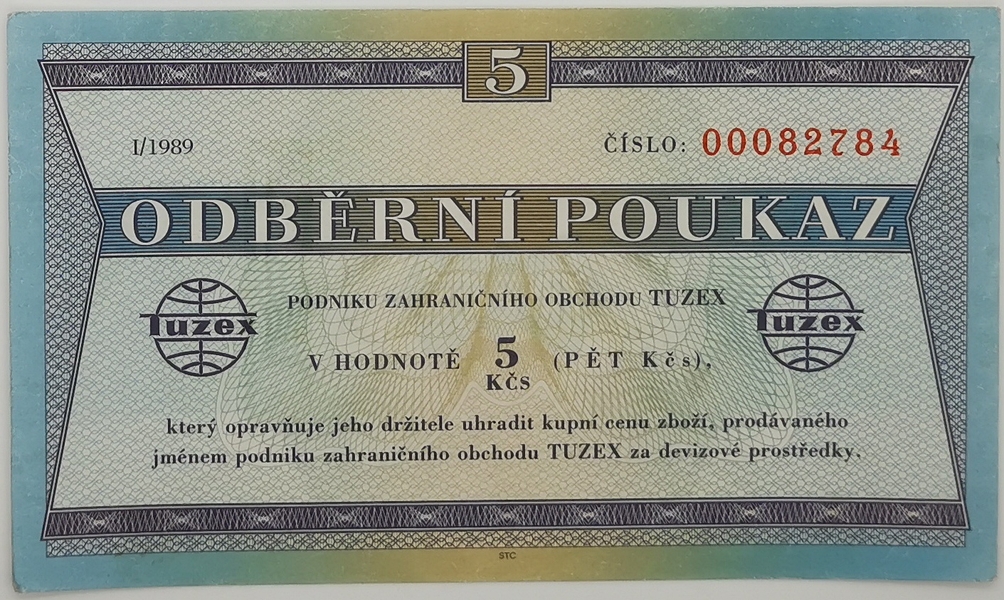 5
I/1989
ČÍSLO: 00082784
ODBĚRNÍ POUKAZ
Tuzex
PODNIKU ZAHRANIČNÍHO OBCHODU TUZEX
Tuzex
V HODNOTĚ 5 KČS (PĚT Kčs),
který opravňuje jeho držitele uhradit kupní cenu zboží, prodávaného
jménem podniku zahraničního obchodu TUZEX za devizové prostředky.
STC